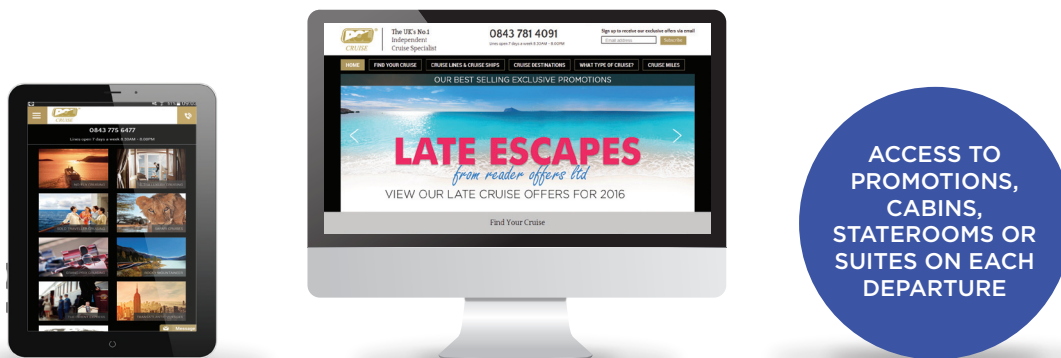 CRUISE
The UK's No.1
Independent
Cruise Specialist
0843 781 4091
Lines open 7 days a week 8:30AM - 8:00PM
Sign up to receive our exclusive offers via email
Email address
Subscribe
HOME
FIND YOUR CRUISE
CRUISE LINES & CRUISE SHIPS
CRUISE DESTINATIONS
WHAT TYPE OF CRUISE?
CRUISE MILES
OUR BEST SELLING EXCLUSIVE PROMOTIONS
LATE ESCAPES
from reader offers ltd
VIEW OUR LATE CRUISE OFFERS FOR 2016
Find Your Cruise
CRUISE
0843 775 6477
Lines open 7 days a week 8:30AM - 8:00PM
Message
ACCESS TO
PROMOTIONS,
CABINS,
STATEROOMS OR
SUITES ON EACH
DEPARTURE